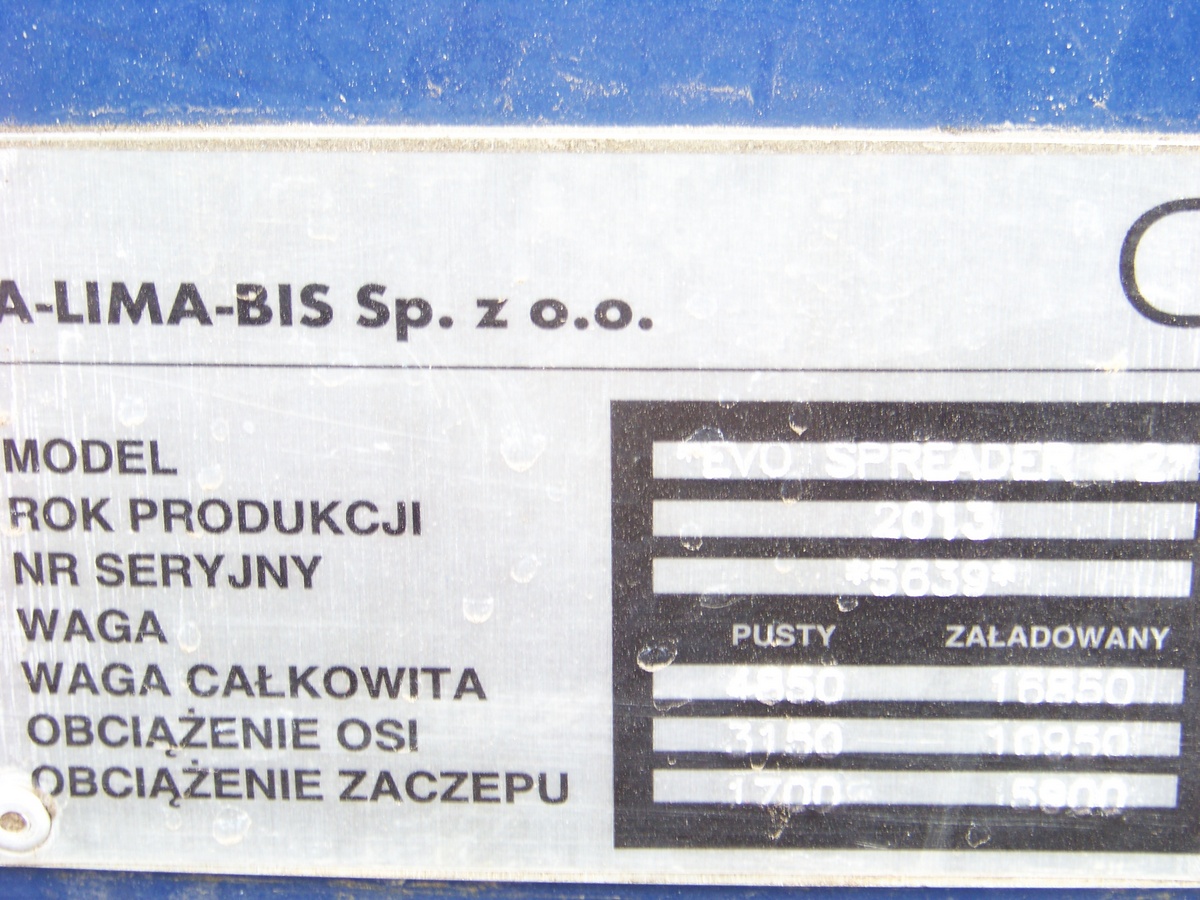 A-LIMA-BIS Sp. z o.o.
MODEL *EVO SPREADER
ROK PRODUKCJI 2013
NR SERYJNY *5639*
WAGA PUSTY ZAŁADOWANY
WAGA CAŁKOWITA 4850 16850
OBCIĄŻENIE OSI 3150 10950
OBCIĄŻENIE ZACZEPU 1700 5900